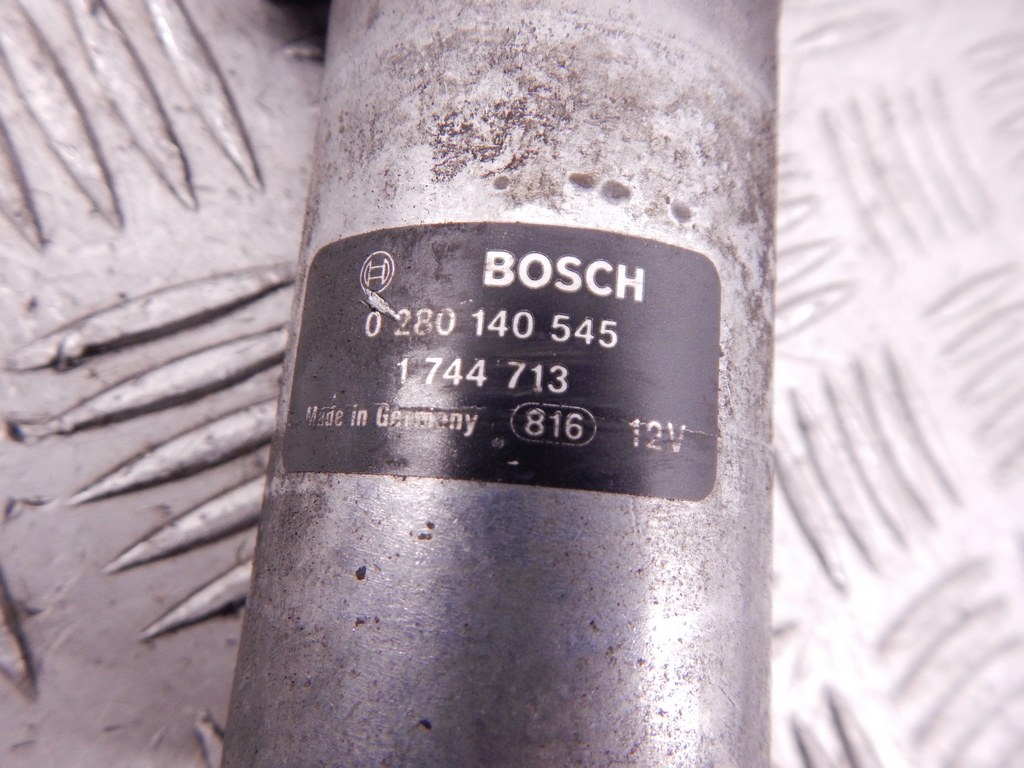 BOSCH
0 280 140 545
1 744 713
Made in Germany 816 12V